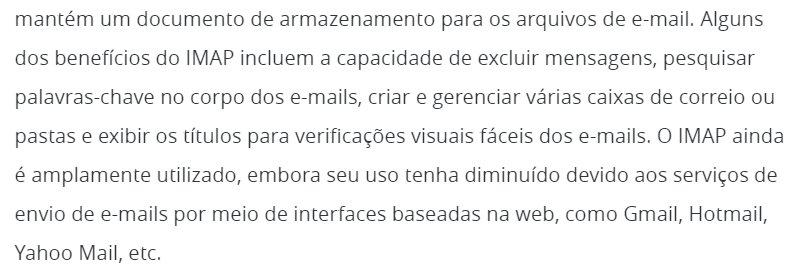 mantém um documento de armazenamento para os arquivos de e-mail. Alguns
dos benefícios do IMAP incluem a capacidade de excluir mensagens, pesquisar
palavras-chave no corpo dos e-mails, criar e gerenciar várias caixas de correio ou
pastas e exibir os títulos para verificações visuais fáceis dos e-mails. O IMAP ainda
é amplamente utilizado, embora seu uso tenha diminuído devido aos serviços de
envio de e-mails por meio de interfaces baseadas na web, como Gmail, Hotmail,
Yahoo Mail, etc.